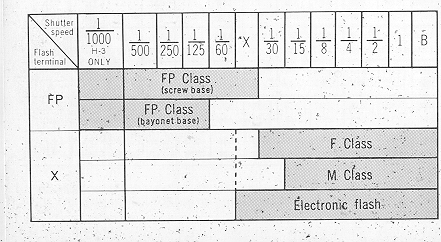 Shutter speed
Flash terminal
1/1000 H-3 ONLY
1/500
1/250
1/125
1/60
X
1/30
1/15
1/8
1/4
1/2
1
B
FP
FP Class
(screw base)
FP Class
(bayonet base)
X
F. Class
M. Class
Electronic flash